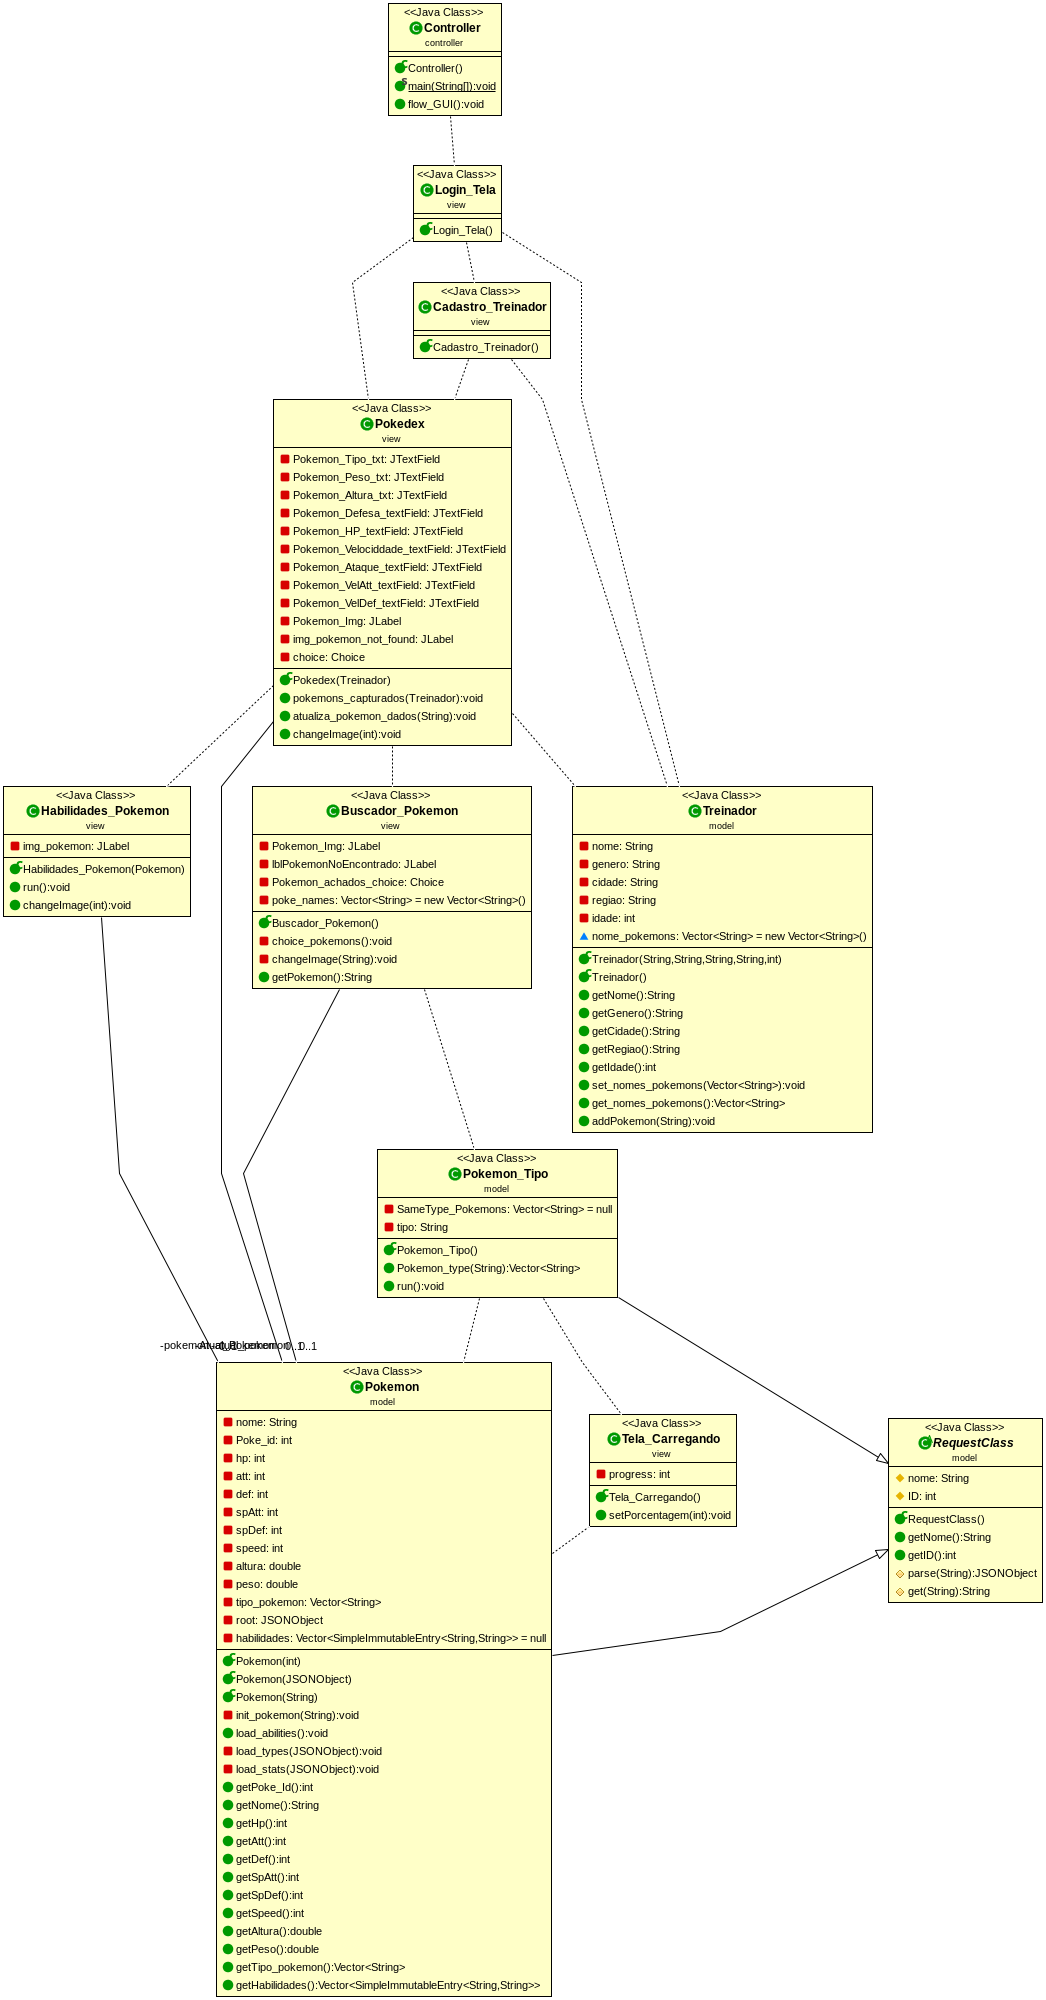 <<Java Class>>
Controller
controller
Controller()
main(String[]):void
flow_GUI():void
<<Java Class>>
Login_Tela
view
Login_Tela()
<<Java Class>>
Cadastro_Treinador
view
Cadastro_Treinador()
<<Java Class>>
Pokedex
view
Pokemon_Tipo_txt: JTextField
Pokemon_Peso_txt: JTextField
Pokemon_Altura_txt: JTextField
Pokemon_Defesa_textField: JTextField
Pokemon_HP_textField: JTextField
Pokemon_Velociddade_textField: JTextField
Pokemon_Ataque_textField: JTextField
Pokemon_VelAtt_textField: JTextField
Pokemon_VelDef_textField: JTextField
Pokemon_Img: JLabel
img_pokemon_not_found: JLabel
choice: Choice
Pokedex(Treinador)
pokemons_capturados(Treinador):void
atualiza_pokemon_dados(String):void
changeImage(int):void
<<Java Class>>
Habilidades_Pokemon
view
img_pokemon: JLabel
Habilidades_Pokemon(Pokemon)
run():void
changeImage(int):void
<<Java Class>>
Buscador_Pokemon
view
Pokemon_Img: JLabel
lblPokemonNoEncontrado: JLabel
Pokemon_achados_choice: Choice
poke_names: Vector<String> = new Vector<String>()
Buscador_Pokemon()
choice_pokemons():void
changeImage(String):void
getPokemon():String
<<Java Class>>
Treinador
model
nome: String
genero: String
cidade: String
regiao: String
idade: int
nome_pokemons: Vector<String> = new Vector<String>()
Treinador(String,String,String,String,int)
Treinador()
getNome():String
getGenero():String
getCidade():String
getRegiao():String
getIdade():int
set_nomes_pokemons(Vector<String>):void
get_nomes_pokemons():Vector<String>
addPokemon(String):void
<<Java Class>>
Pokemon_Tipo
model
SameType_Pokemons: Vector<String> = null
tipo: String
Pokemon_Tipo()
Pokemon_type(String):Vector<String>
run():void
0..1
0..1
<<Java Class>>
Pokemon
model
nome: String
Poke_id: int
hp: int
att: int
def: int
spAtt: int
spDef: int
speed: int
altura: double
peso: double
tipo_pokemon: Vector<String>
root: JSONObject
habilidades: Vector<SimpleImmutableEntry<String,String>> = null
Pokemon(int)
Pokemon(JSONObject)
Pokemon(String)
init_pokemon(String):void
load_abilities():void
load_types(JSONObject):void
load_stats(JSONObject):void
getPoke_Id():int
getNome():String
getHp():int
getAtt():int
getDef():int
getSpAtt():int
getSpDef():int
getSpeed():int
getAltura():double
getPeso():double
getTipo_pokemon():Vector<String>
getHabilidades():Vector<SimpleImmutableEntry<String,String>>
<<Java Class>>
Tela_Carregando
view
progress: int
Tela_Carregando()
setPorcentagem(int):void
<<Java Class>>
RequestClass
model
nome: String
ID: int
RequestClass()
getNome():String
getID():int
parse(String):JSONObject
get(String):String